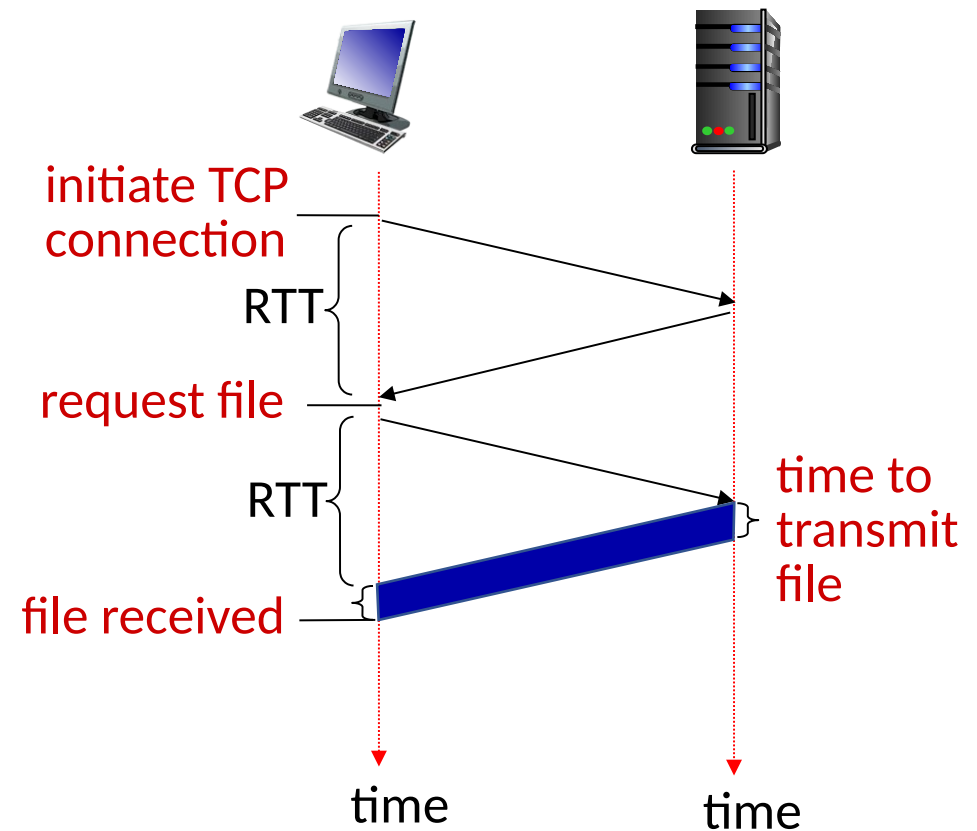 initiate TCP
connection
RTT
request file
RTT
time to
transmit
file
file received
time
time